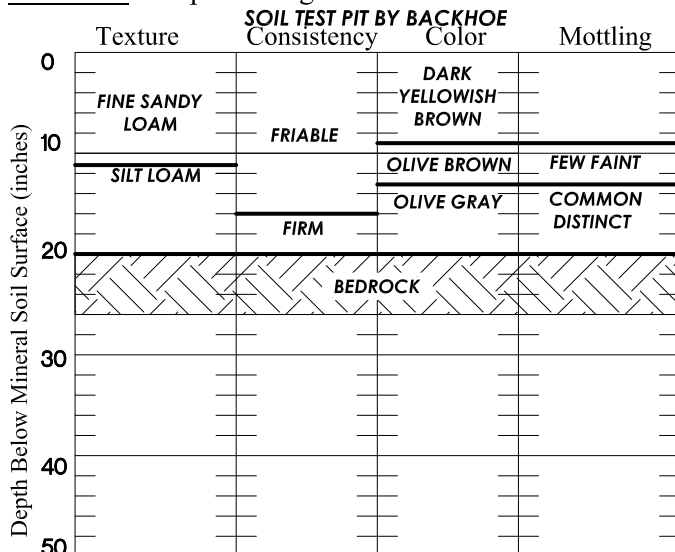 SOIL TEST PIT BY BACKHOE
Texture Consistency Color Mottling
Depth Below Mineral Soil Surface (inches)
0
10
20
30
40
50
FINE SANDY
LOAM
SILT LOAM
FRIABLE
FIRM
DARK
YELLOWISH
BROWN
OLIVE BROWN
OLIVE GRAY
FEW FAINT
COMMON
DISTINCT
BEDROCK